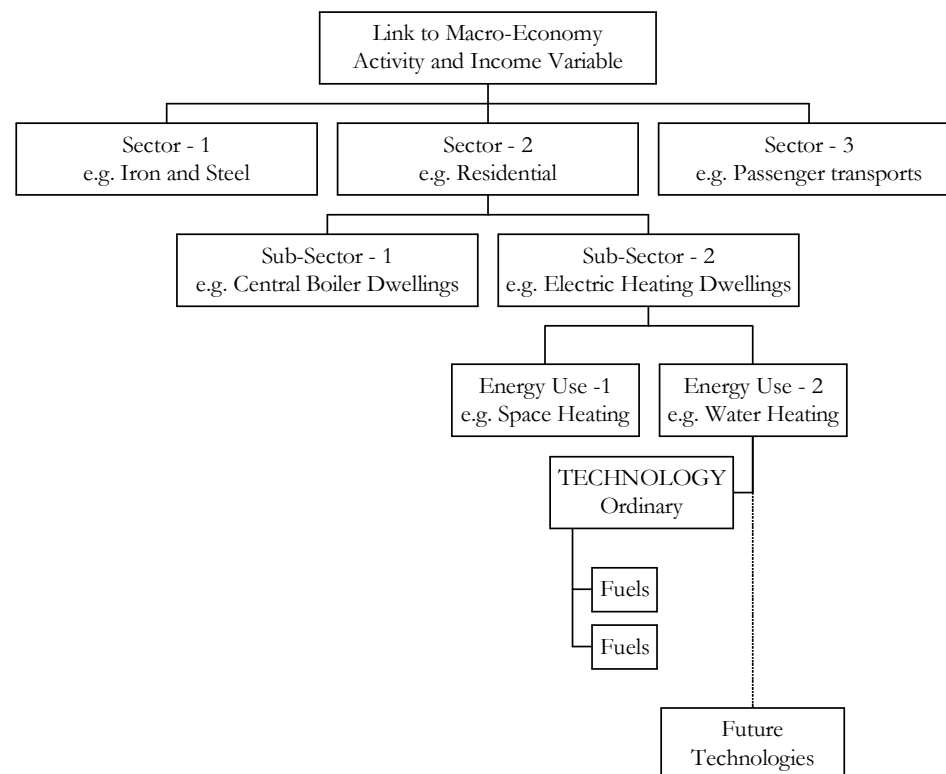 Link to Macro-Economy
Activity and Income Variable
Sector - 1
e.g. Iron and Steel
Sector - 2
e.g. Residential
Sector - 3
e.g. Passenger transports
Sub-Sector - 1
e.g. Central Boiler Dwellings
Sub-Sector - 2
e.g. Electric Heating Dwellings
Energy Use -1
e.g. Space Heating
Energy Use - 2
e.g. Water Heating
TECHNOLOGY
Ordinary
Fuels
Fuels
Future
Technologies